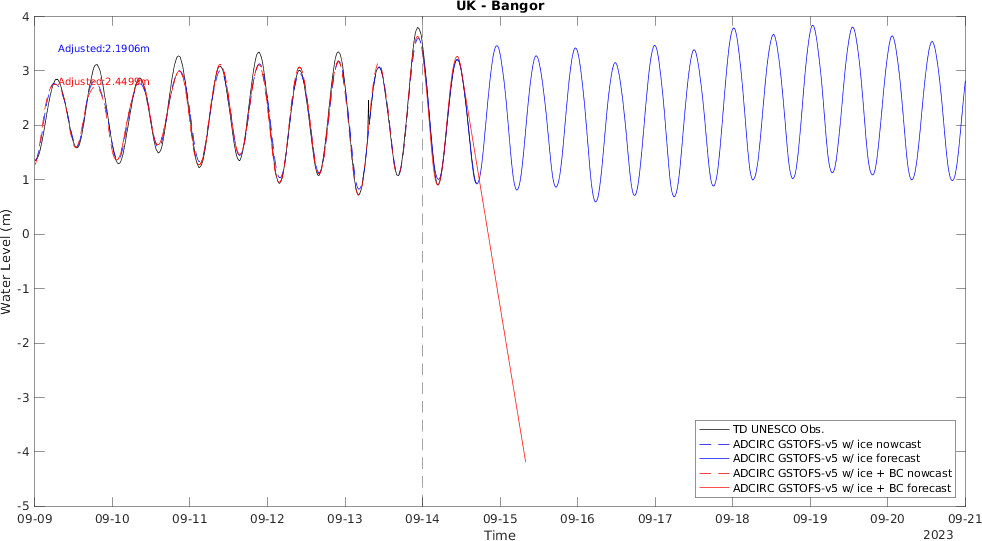 UK - Bangor
Adjusted:2.1906m
Adjusted:2.4499m
Water Level (m)
4
3
2
1
0
-1
-2
-3
-4
-5
TD UNESCO Obs.
ADCIRC GSTOFS-v5 w/ ice nowcast
ADCIRC GSTOFS-v5 w/ ice forecast
ADCIRC GSTOFS-v5 w/ ice + BC nowcast
ADCIRC GSTOFS-v5 w/ ice + BC forecast
09-09 09-10 09-11 09-12 09-13 09-14 09-15 09-16 09-17 09-18 09-19 09-20 09-21
Time
2023